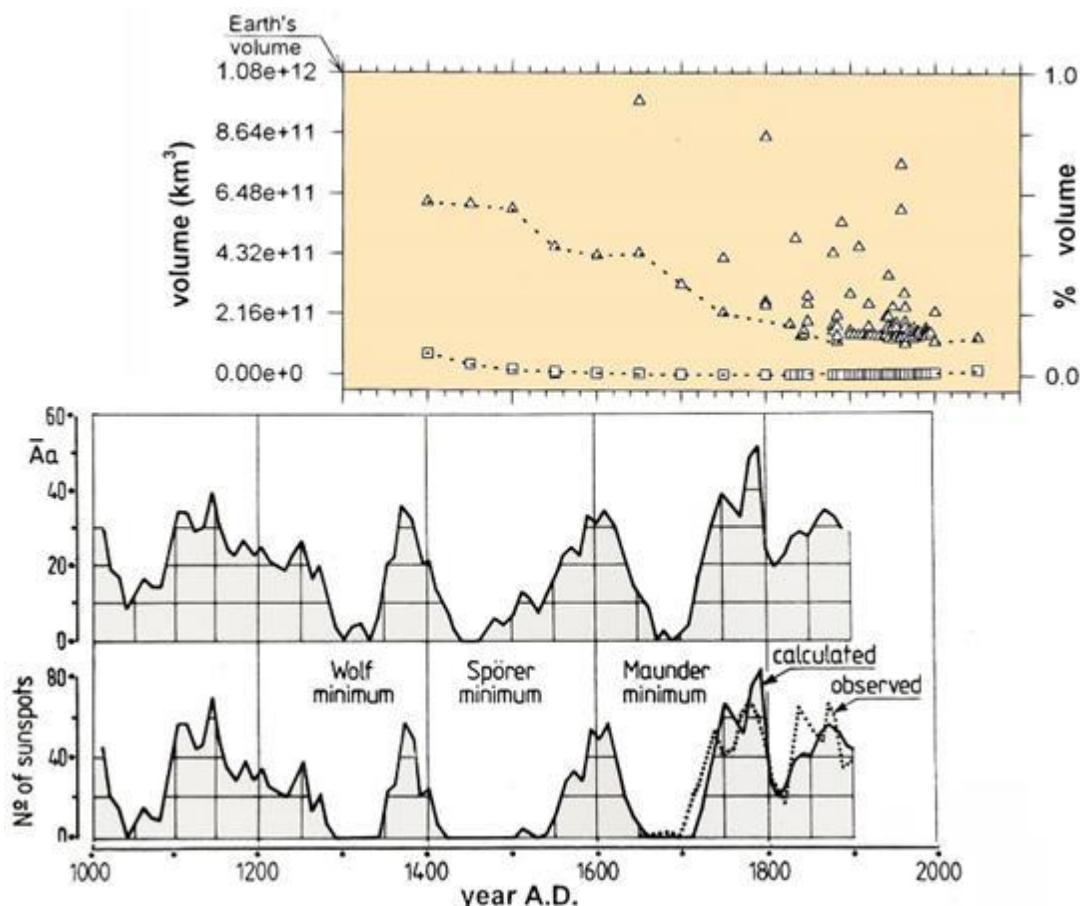 Earth's
volume
1.08e+12
8.64e+11
6.48e+11
4.32e+11
2.16e+11
0.00e+0
volume (km³)
1.0
0.0
% volume
60
Āa
40
20
0
80
40
0
Nº of sunspots
Wolf
minimum
Spörer
minimum
Maunder
minimum
calculated
observed
1000
1200
1400
1600
1800
2000
year A.D.